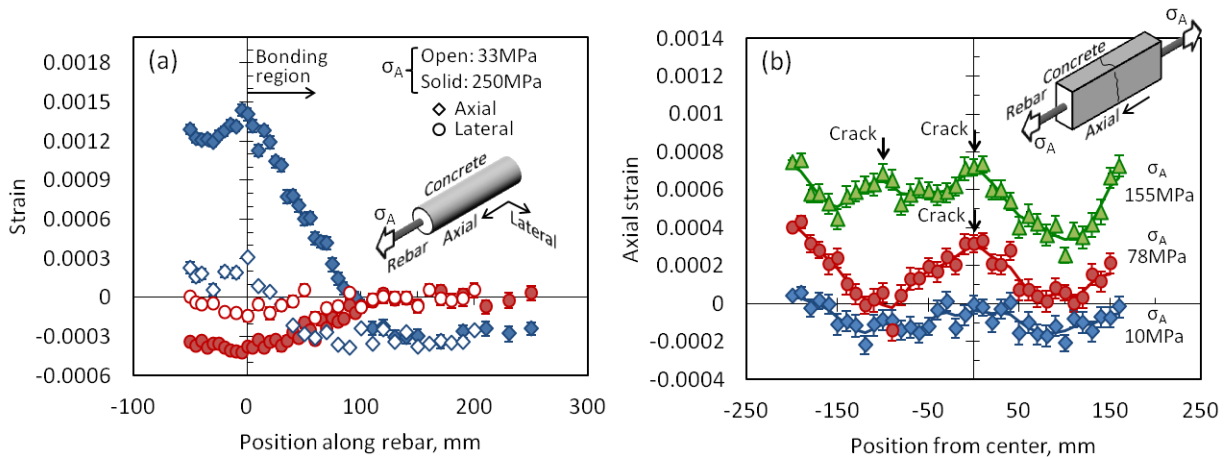 (a)
Bonding
region
σA
Open: 33MPa
Solid: 250MPa
Axial
Lateral
Concrete
σA
Rebar
Axial
Lateral
Strain
0.0018
0.0015
0.0012
0.0009
0.0006
0.0003
0
-0.0003
-0.0006
-100
0
100
200
300
Position along rebar, mm
(b)
σA
Concrete
Rebar
Axial
σA
Crack
Crack
Crack
σA
155MPa
σA
78MPa
σA
10MPa
Axial strain
0.0014
0.0012
0.001
0.0008
0.0006
0.0004
0.0002
0
-0.0002
-0.0004
-250
-150
-50
50
150
250
Position from center, mm